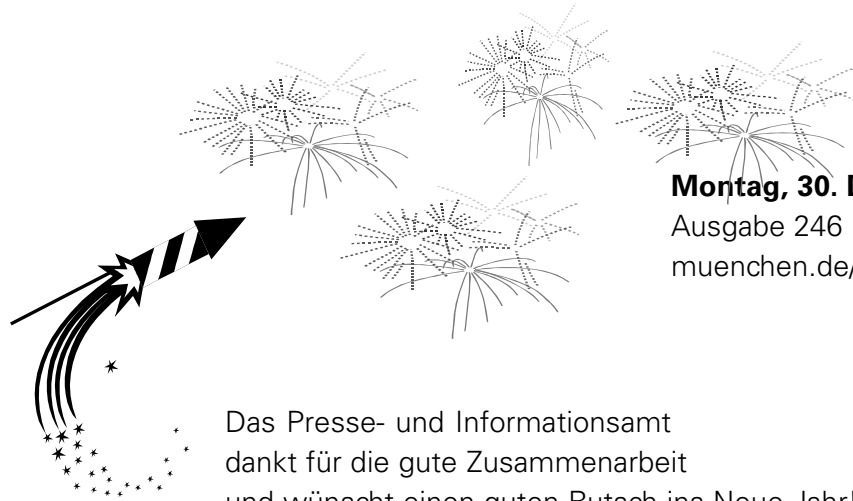 Montag, 30.
Ausgabe 246
muenchen.de/
Das Presse- und Informationsamt
dankt für die gute Zusammenarbeit
und wünscht einen guten Rutsch ins Neue Jahr!